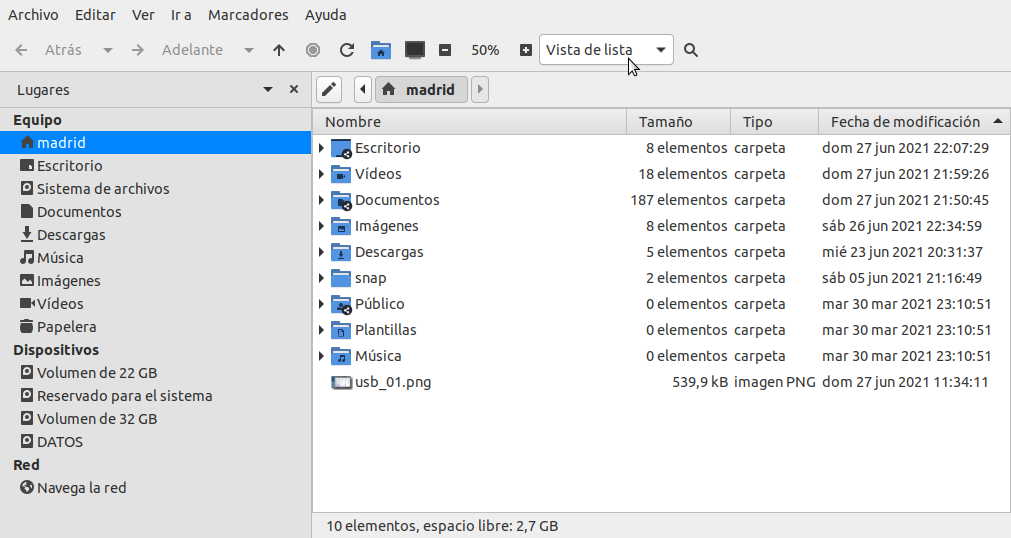 Archivo Editar Ver Ir a Marcadores Ayuda
Atrás Adelante 50% Vista de lista
Lugares madrid
Equipo
madrid
Escritorio
Sistema de archivos
Documentos
Descargas
Música
Imágenes
Vídeos
Papelera
Dispositivos
Volumen de 22 GB
Reservado para el sistema
Volumen de 32 GB
DATOS
Red
Navega la red
Nombre Tamaño Tipo Fecha de modificación
Escritorio 8 elementos carpeta dom 27 jun 2021 22:07:29
Vídeos 18 elementos carpeta dom 27 jun 2021 21:59:26
Documentos 187 elementos carpeta dom 27 jun 2021 21:50:45
Imágenes 8 elementos carpeta sáb 26 jun 2021 22:34:59
Descargas 5 elementos carpeta mié 23 jun 2021 20:31:37
snap 2 elementos carpeta sáb 05 jun 2021 21:16:49
Público 0 elementos carpeta mar 30 mar 2021 23:10:51
Plantillas 0 elementos carpeta mar 30 mar 2021 23:10:51
Música 0 elementos carpeta mar 30 mar 2021 23:10:51
usb_01.png 539,9 kB imagen PNG dom 27 jun 2021 11:34:11
10 elementos, espacio libre: 2,7 GB